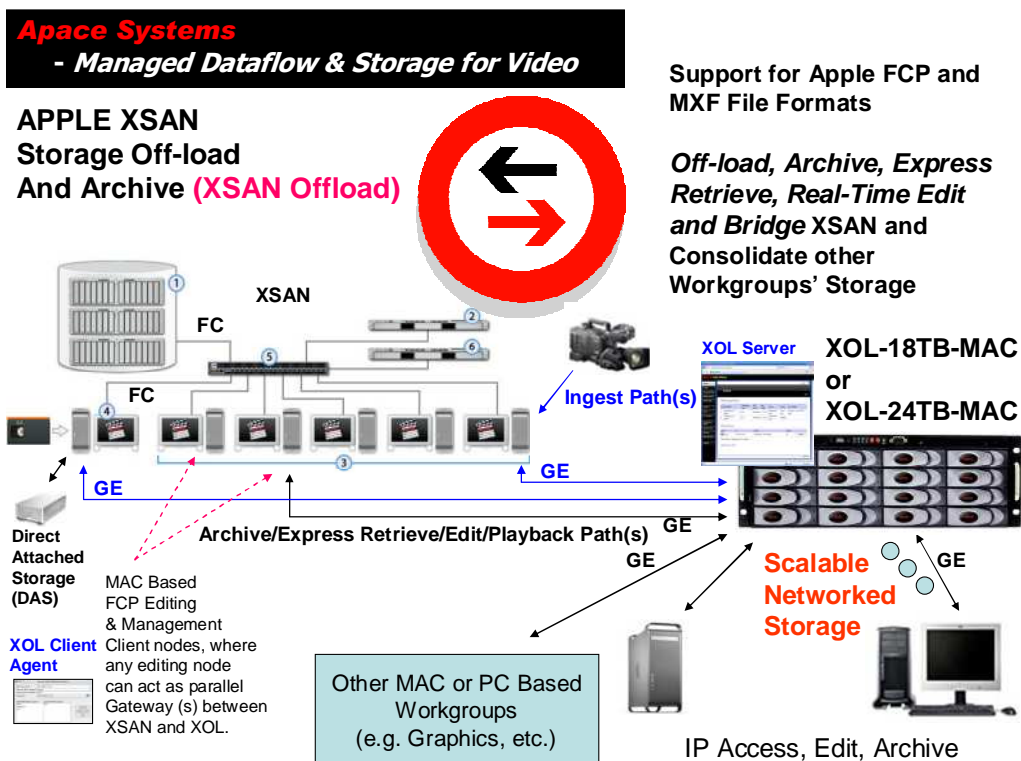 Apace Systems
- Managed Dataflow & Storage for Video
APPLE XSAN
Storage Off-load
And Archive (XSAN Offload)
Support for Apple FCP and
MXF File Formats
Off-load, Archive, Express
Retrieve, Real-Time Edit
and Bridge XSAN and
Consolidate other
Workgroups' Storage
1
XSAN
2
FC
6
5
FC
4
3
Ingest Path(s)
XOL Server
XOL-18TB-MAC
or
XOL-24TB-MAC
GE
GE
Archive/Express Retrieve/Edit/Playback Path(s)
GE
GE
GE
Direct
Attached
Storage
(DAS)
XOL Client
Agent
MAC Based
FCP Editing
& Management
Client nodes, where
any editing node
can act as parallel
Gateway (s) between
XSAN and XOL.
Scalable
Networked
Storage
Other MAC or PC Based
Workgroups
(e.g. Graphics, etc.)
IP Access, Edit, Archive